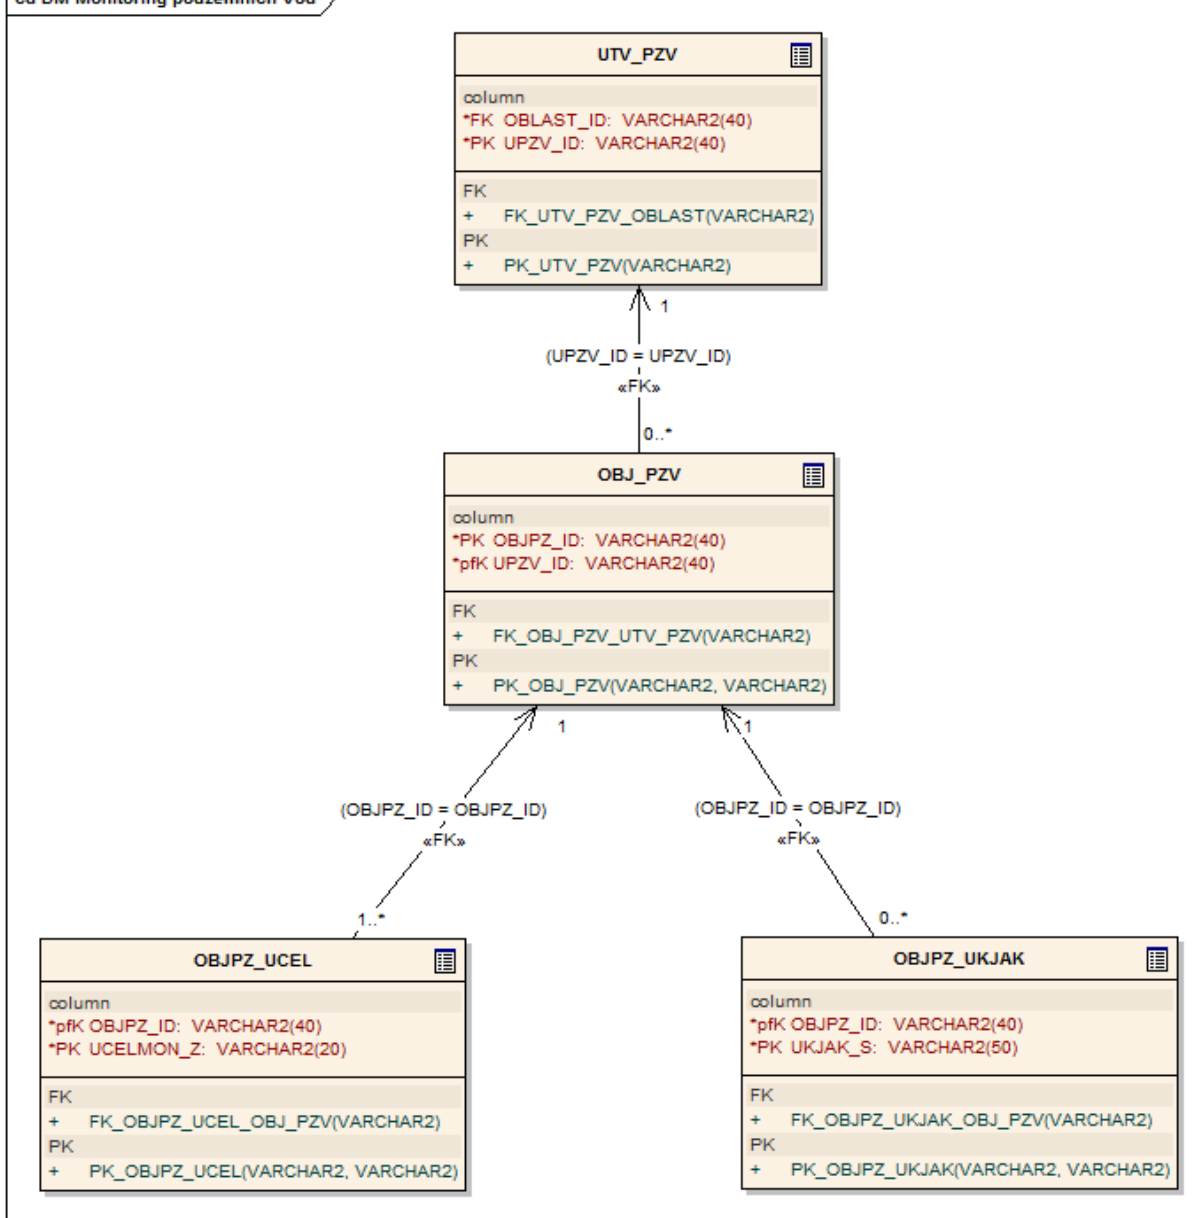 UTV_PZV
column
*FK OBLAST_ID: VARCHAR2(40)
*PK UPZV_ID: VARCHAR2(40)
FK
+ FK_UTV_PZV_OBLAST(VARCHAR2)
PK
+ PK_UTV_PZV(VARCHAR2)
1
(UPZV_ID = UPZV_ID)
«FK»
0..*
OBJ_PZV
column
*PK OBJPZ_ID: VARCHAR2(40)
*pfK UPZV_ID: VARCHAR2(40)
FK
+ FK_OBJ_PZV_UTV_PZV(VARCHAR2)
PK
+ PK_OBJ_PZV(VARCHAR2, VARCHAR2)
1
1
(OBJPZ_ID = OBJPZ_ID)
«FK»
1..*
(OBJPZ_ID = OBJPZ_ID)
«FK»
0..*
OBJPZ_UCEL
column
*pfK OBJPZ_ID: VARCHAR2(40)
*PK UCELMON_Z: VARCHAR2(20)
FK
+ FK_OBJPZ_UCEL_OBJ_PZV(VARCHAR2)
PK
+ PK_OBJPZ_UCEL(VARCHAR2, VARCHAR2)
OBJPZ_UKJAK
column
*pfK OBJPZ_ID: VARCHAR2(40)
*PK UKJAK_S: VARCHAR2(50)
FK
+ FK_OBJPZ_UKJAK_OBJ_PZV(VARCHAR2)
PK
+ PK_OBJPZ_UKJAK(VARCHAR2, VARCHAR2)